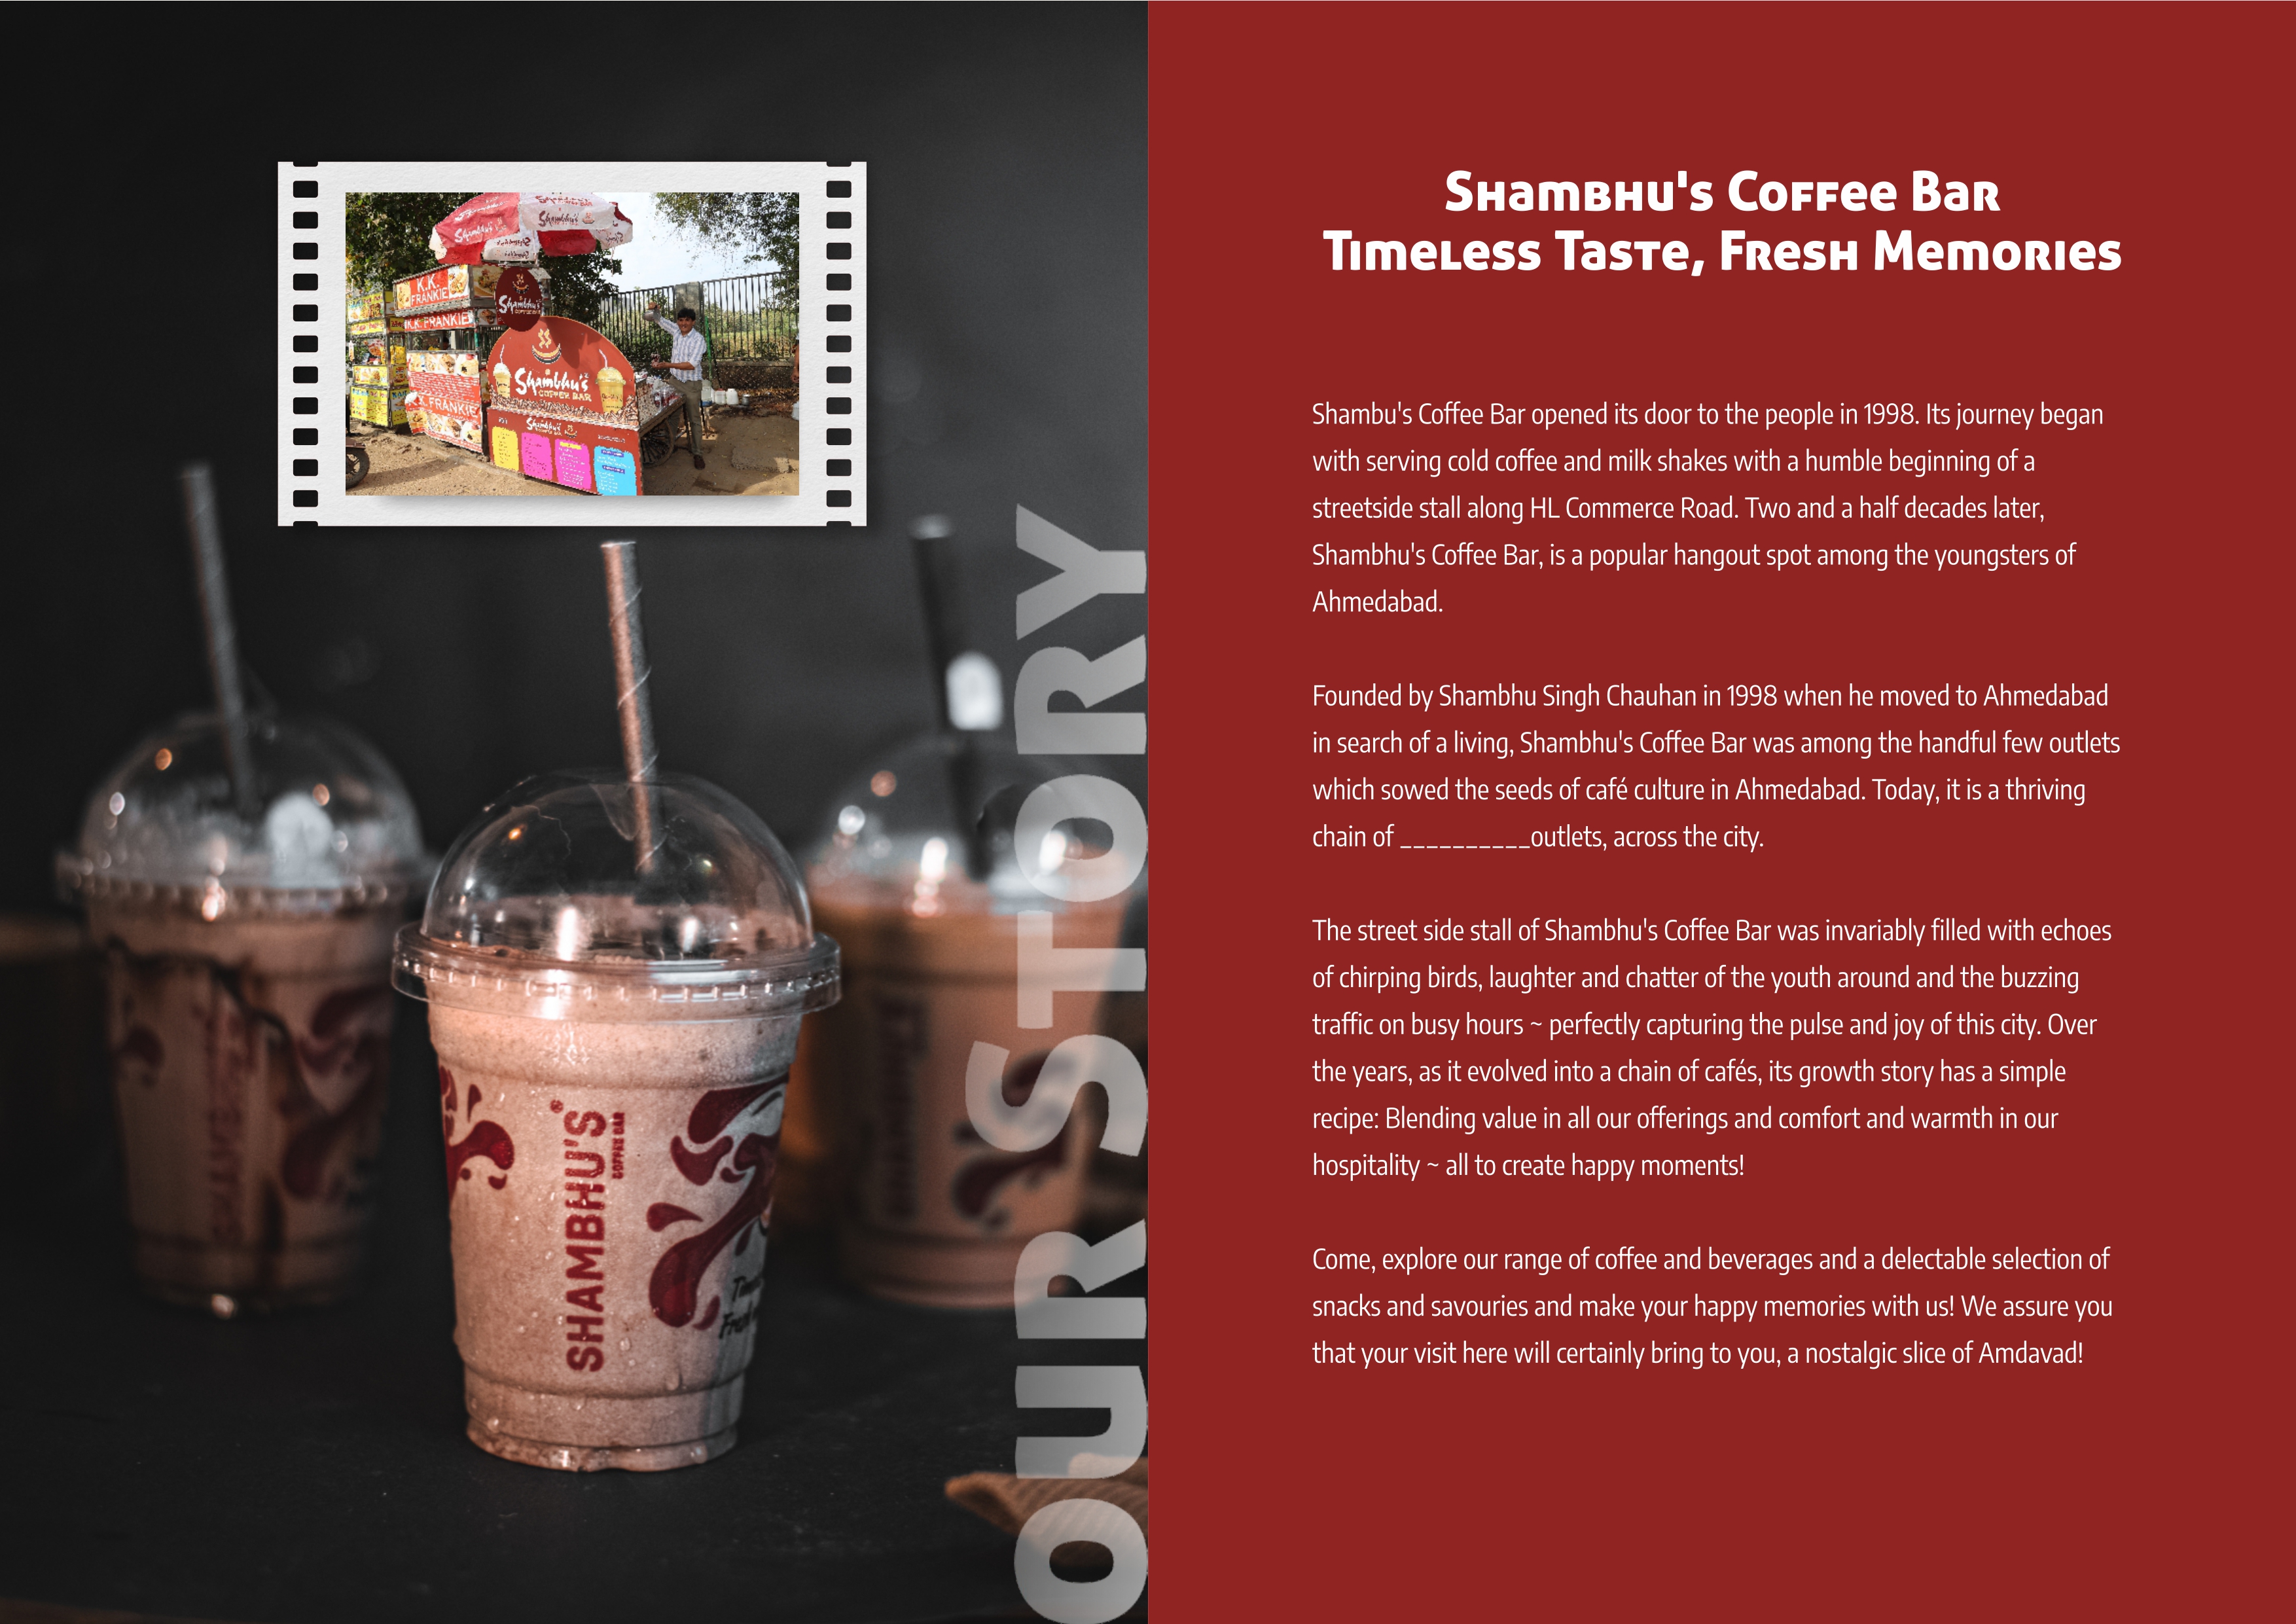 Shambhu's Coffee Bar
Timeless Taste, Fresh Memories
Shambu's Coffee Bar opened its door to the people in 1998. Its journey began
with serving cold coffee and milk shakes with a humble beginning of a
streetside stall along HL Commerce Road. Two and a half decades later,
Shambhu's Coffee Bar, is a popular hangout spot among the youngsters of
Ahmedabad.
Founded by Shambhu Singh Chauhan in 1998 when he moved to Ahmedabad
in search of a living, Shambhu's Coffee Bar was among the handful few outlets
which sowed the seeds of café culture in Ahmedabad. Today, it is a thriving
chain of __________outlets, across the city.
The street side stall of Shambhu's Coffee Bar was invariably filled with echoes
of chirping birds, laughter and chatter of the youth around and the buzzing
traffic on busy hours ~ perfectly capturing the pulse and joy of this city. Over
the years, as it evolved into a chain of cafés, its growth story has a simple
recipe: Blending value in all our offerings and comfort and warmth in our
hospitality ~ all to create happy moments!
Come, explore our range of coffee and beverages and a delectable selection of
snacks and savouries and make your happy memories with us! We assure you
that your visit here will certainly bring to you, a nostalgic slice of Amdavad!
OUR STORY
SHAMBHU'S®
COFFEE BAR
K.K.
FRANKIE
K.K. FRANKIE
K.K. FRANKIE
Shambhu's
Shambhu's
Shambhu's
COFFEE BAR
Shambhu's